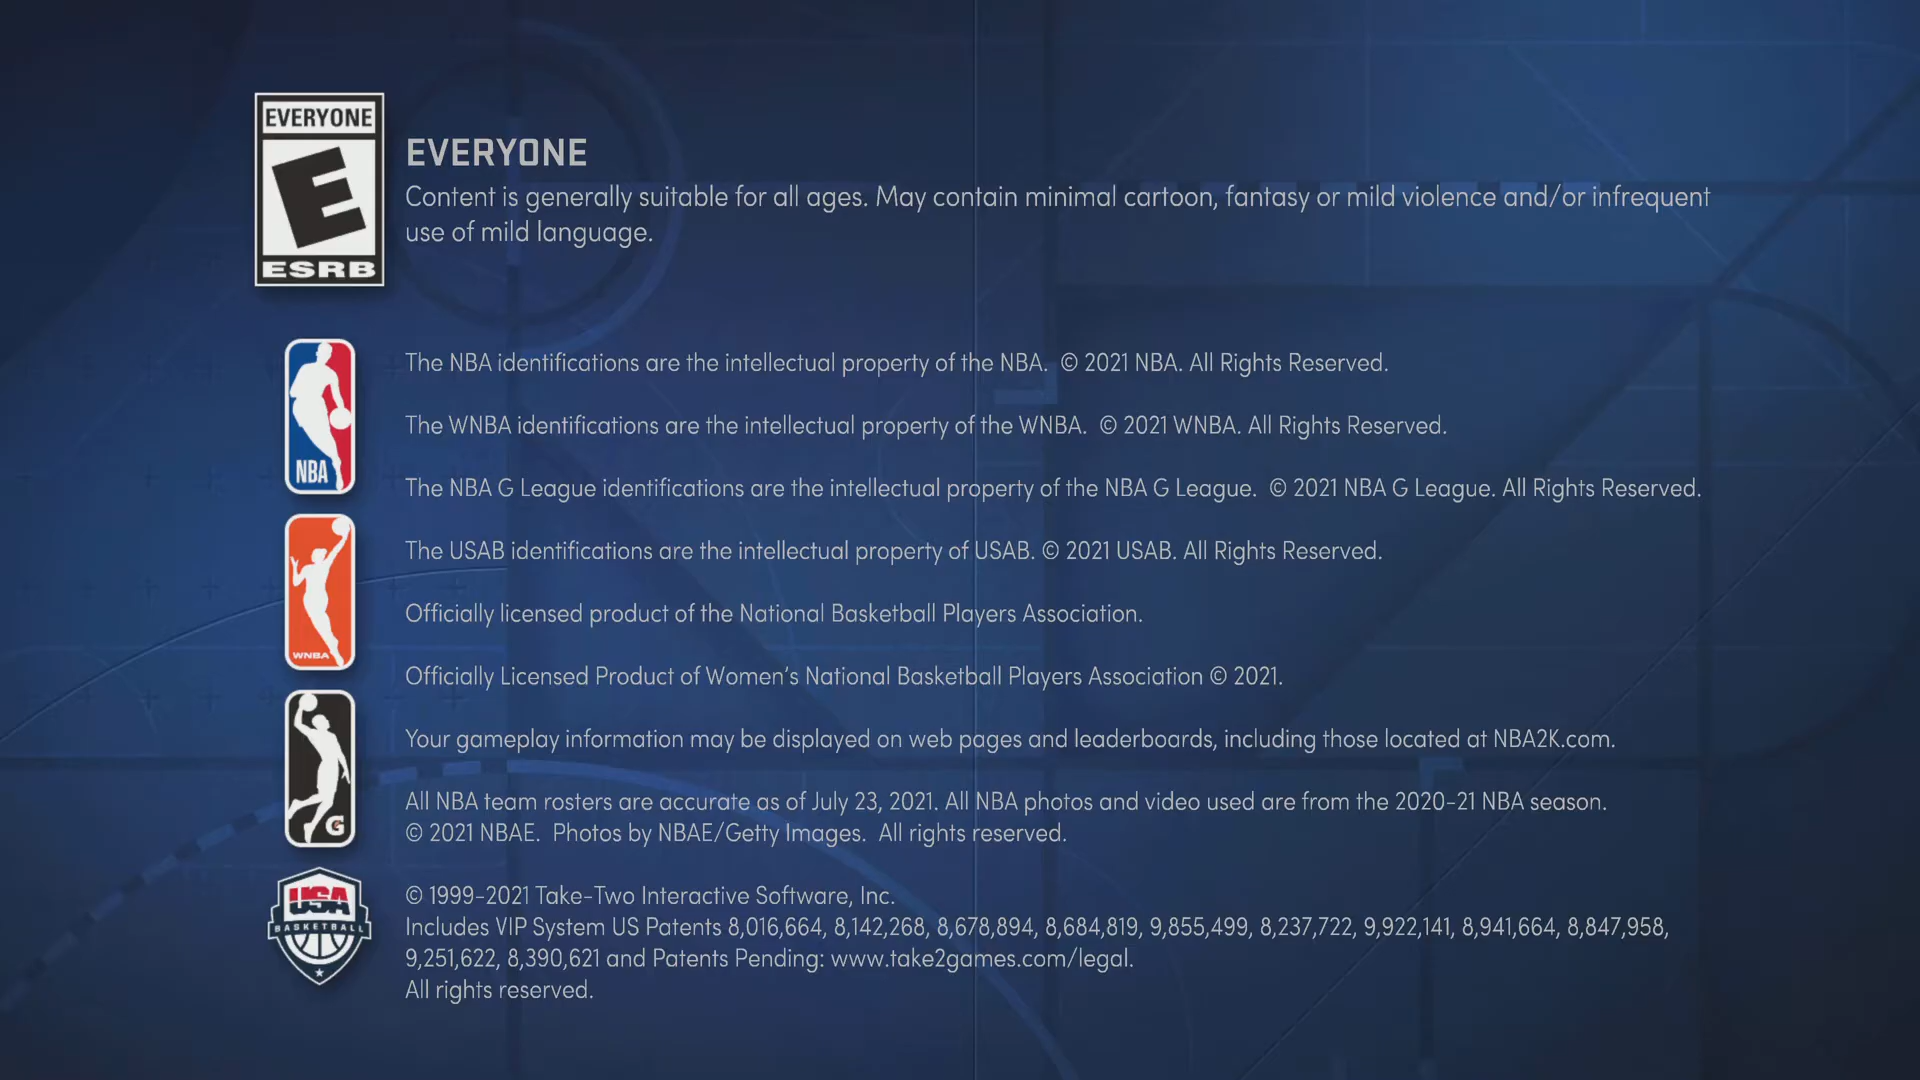 EVERYONE
E
ESRB
EVERYONE
Content is generally suitable for all ages. May contain minimal cartoon, fantasy or mild violence and/or infrequent
use of mild language.
NBA
The NBA identifications are the intellectual property of the NBA.  © 2021 NBA. All Rights Reserved.
The WNBA identifications are the intellectual property of the WNBA.  © 2021 WNBA. All Rights Reserved.
The NBA G League identifications are the intellectual property of the NBA G League.  © 2021 NBA G League. All Rights Reserved.
WNBA
The USAB identifications are the intellectual property of USAB. © 2021 USAB. All Rights Reserved.
Officially licensed product of the National Basketball Players Association.
Officially Licensed Product of Women's National Basketball Players Association © 2021.
G
Your gameplay information may be displayed on web pages and leaderboards, including those located at NBA2K.com.
All NBA team rosters are accurate as of July 23, 2021. All NBA photos and video used are from the 2020-21 NBA season.
© 2021 NBAE.  Photos by NBAE/Getty Images.  All rights reserved.
USA
BASKETBALL
© 1999-2021 Take-Two Interactive Software, Inc.
Includes VIP System US Patents 8,016,664, 8,142,268, 8,678,894, 8,684,819, 9,855,499, 8,237,722, 9,922,141, 8,941,664, 8,847,958,
9,251,622, 8,390,621 and Patents Pending: www.take2games.com/legal.
All rights reserved.